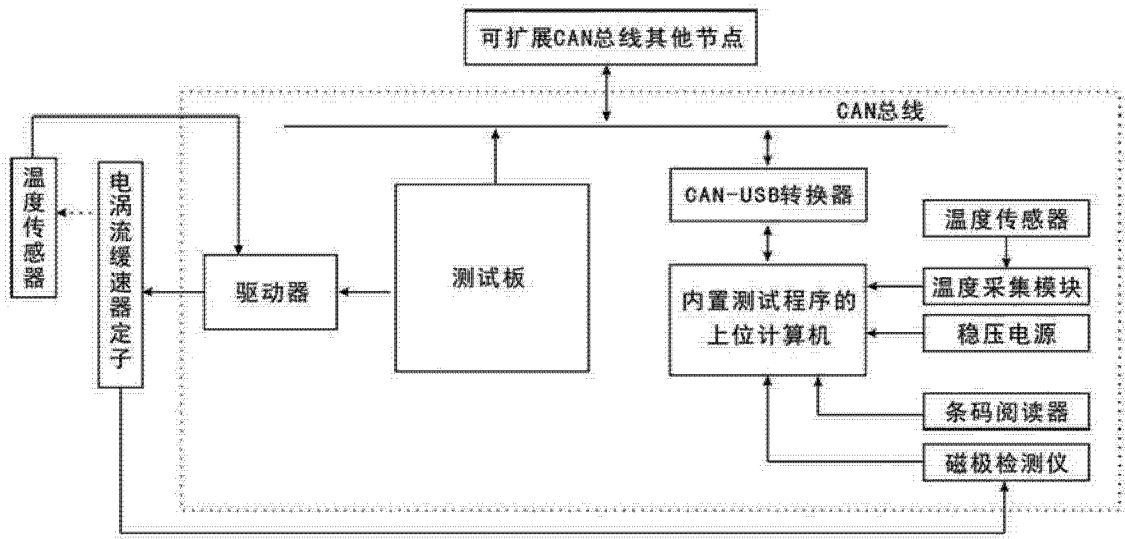 可扩展CAN总线其他节点
CAN总线
温度传感器
电涡流缓速器定子
驱动器
测试板
CAN-USB转换器
内置测试程序的
上位计算机
温度传感器
温度采集模块
稳压电源
条码阅读器
磁极检测仪